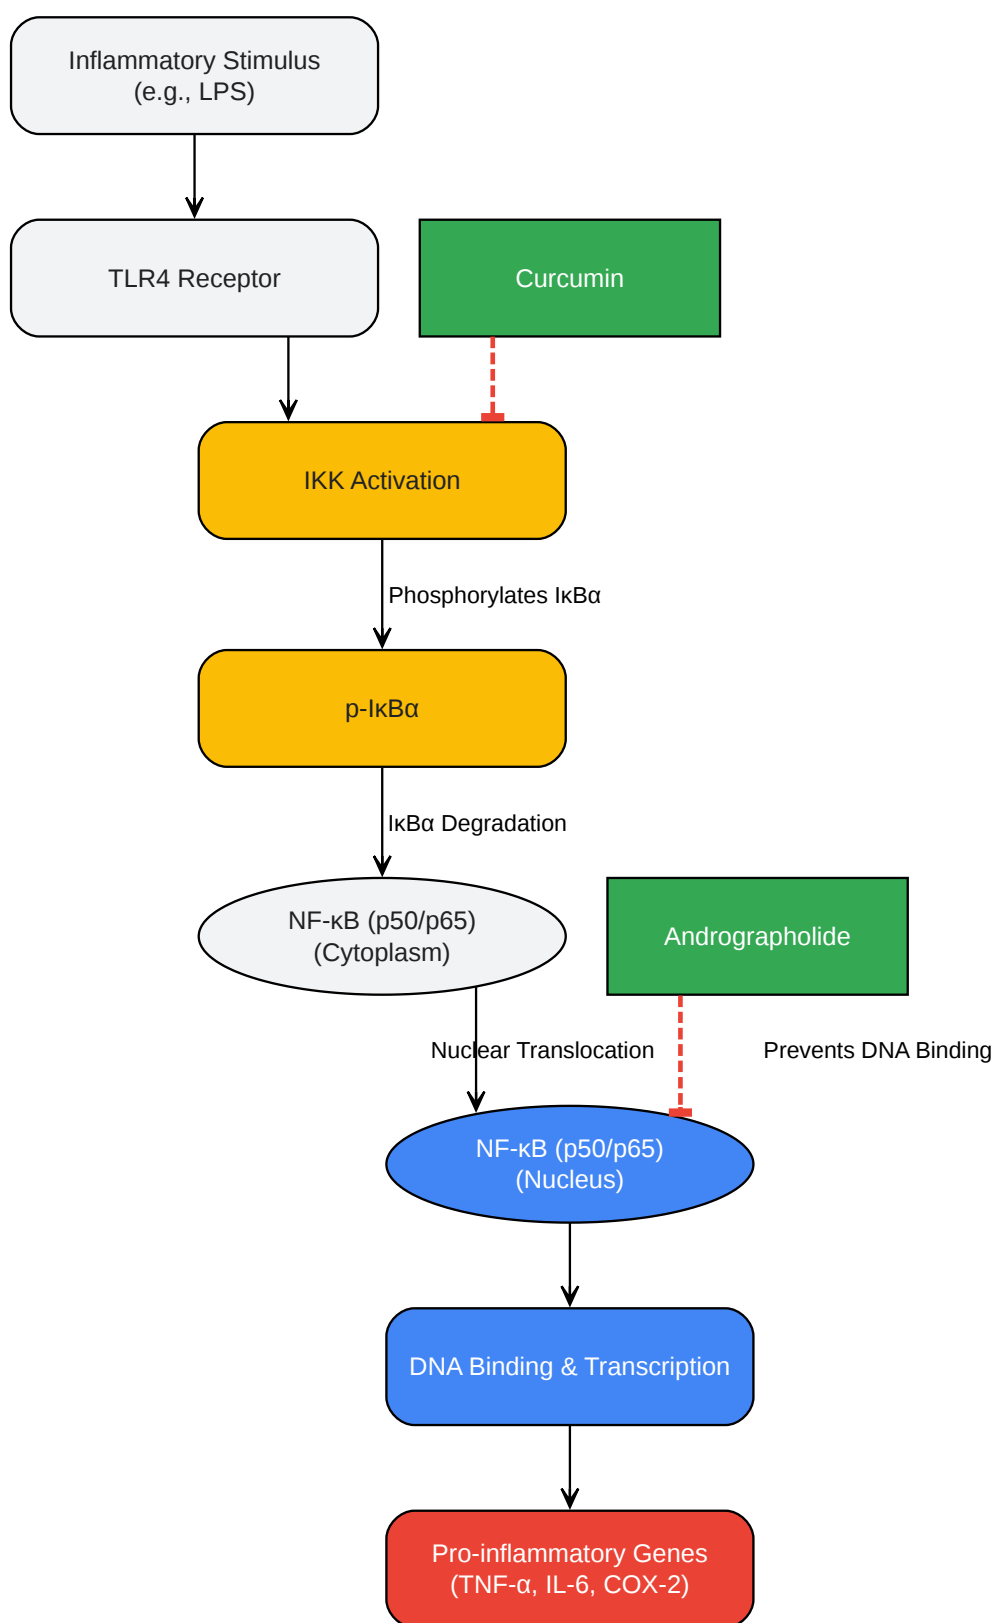 Inflammatory Stimulus
(e.g., LPS)
TLR4 Receptor
Curcumin
IKK Activation
Phosphorylates IκBα
p-IκBα
IκBα Degradation
NF-κB (p50/p65)
(Cytoplasm)
Andrographolide
Nuclear Translocation
Prevents DNA Binding
NF-κB (p50/p65)
(Nucleus)
DNA Binding & Transcription
Pro-inflammatory Genes
(TNF-α, IL-6, COX-2)